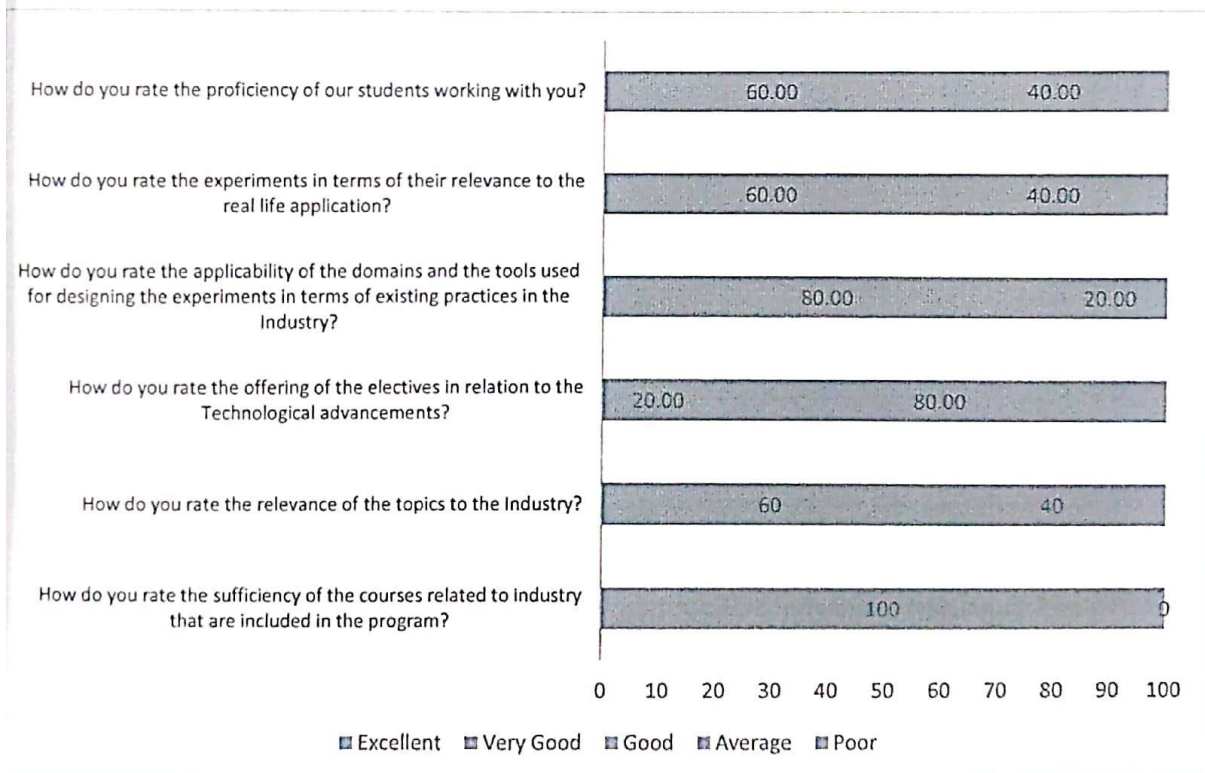 How do you rate the proficiency of our students working with you?
60.00 40.00
How do you rate the experiments in terms of their relevance to the
real life application?
60.00 40.00
How do you rate the applicability of the domains and the tools used
for designing the experiments in terms of existing practices in the
Industry?
80.00 20.00
How do you rate the offering of the electives in relation to the
Technological advancements?
20.00 80.00
How do you rate the relevance of the topics to the Industry?
60 40
How do you rate the sufficiency of the courses related to industry
that are included in the program?
100 0
0 10 20 30 40 50 60 70 80 90 100
Excellent Very Good Good Average Poor